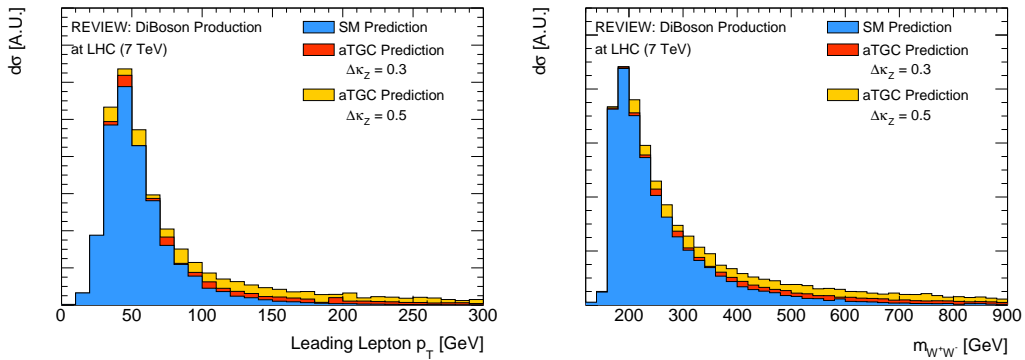 REVIEW: DiBoson Production
at LHC (7 TeV)
SM Prediction
aTGC Prediction
Δκ_Z = 0.3
aTGC Prediction
Δκ_Z = 0.5
dσ [A.U.]
0 50 100 150 200 250 300
Leading Lepton p_T [GeV]
REVIEW: DiBoson Production
at LHC (7 TeV)
SM Prediction
aTGC Prediction
Δκ_Z = 0.3
aTGC Prediction
Δκ_Z = 0.5
dσ [A.U.]
200 300 400 500 600 700 800 900
m_W⁺W⁻ [GeV]